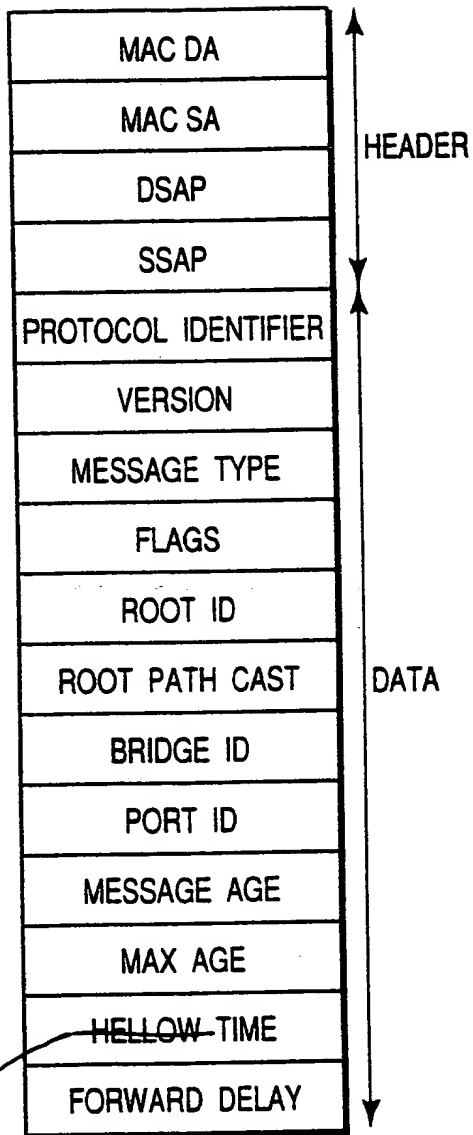 MAC DA
MAC SA
DSAP
SSAP
HEADER
PROTOCOL IDENTIFIER
VERSION
MESSAGE TYPE
FLAGS
ROOT ID
ROOT PATH CAST
BRIDGE ID
PORT ID
MESSAGE AGE
MAX AGE
HELLOW TIME
FORWARD DELAY
DATA